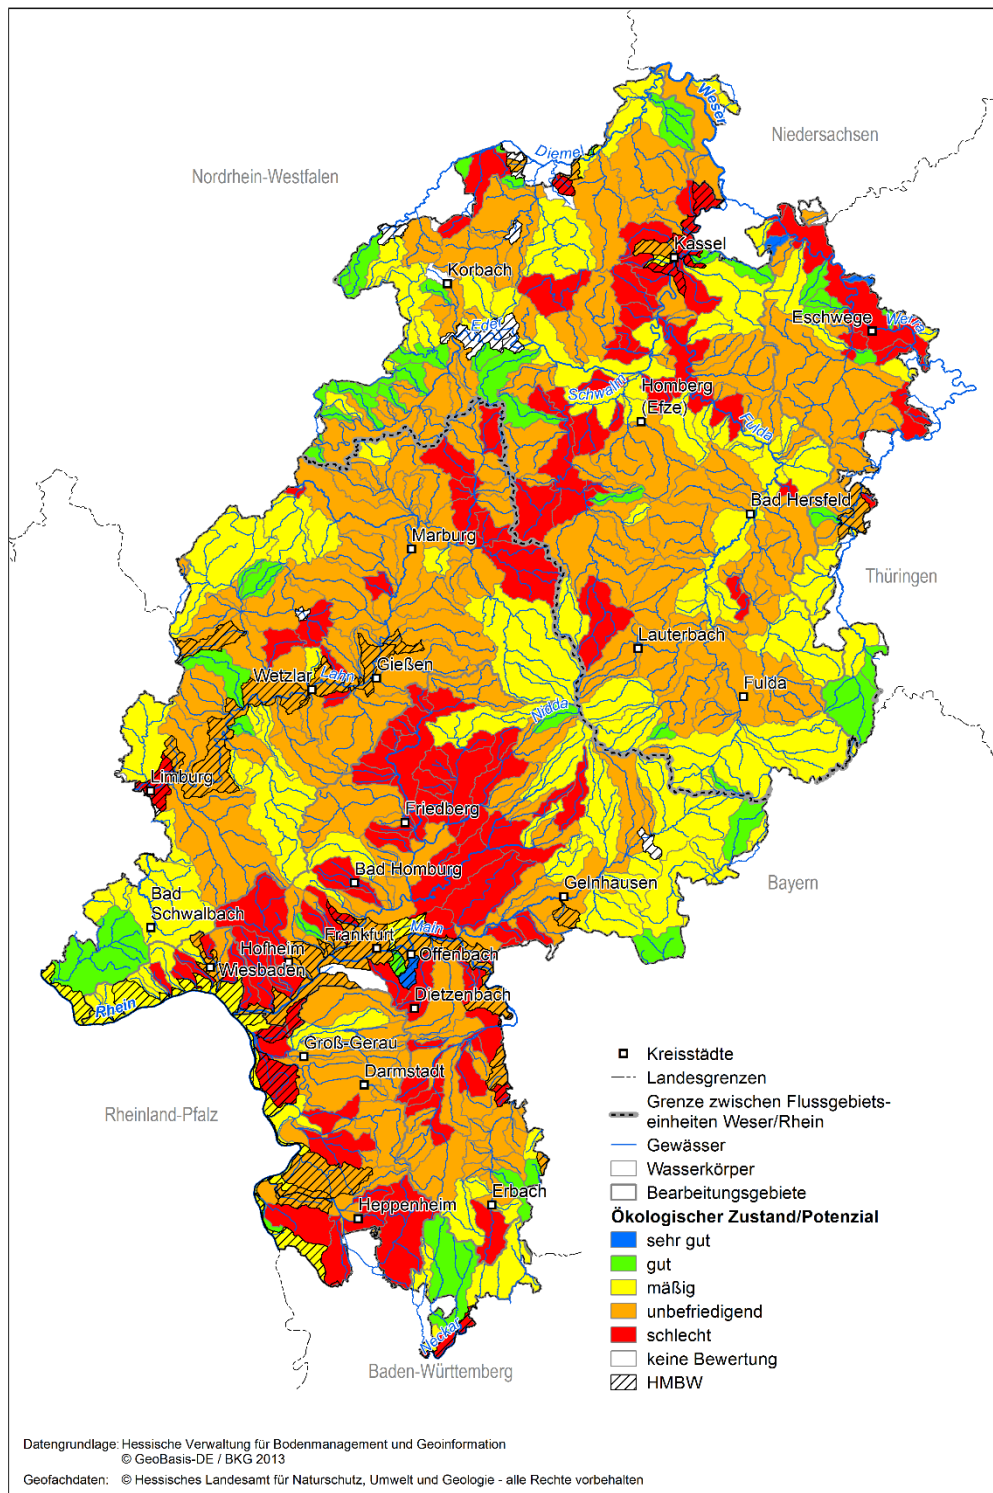 Weser
Niedersachsen
Diemel
Nordrhein-Westfalen
Kassel
Korbach
Eder
Eschwege
Werra
Schwalm
Homberg
(Efze)
Fulda
Bad Hersfeld
Marburg
Thüringen
Lauterbach
Gießen
Wetzlar
Lahn
Fulda
Nidda
Limburg
Friedberg
Bad Homburg
Gelnhausen
Bayern
Bad
Schwalbach
Main
Frankfurt
Hofheim
Offenbach
Wiesbaden
Dietzenbach
Rhein
Groß-Gerau
Darmstadt
Rheinland-Pfalz
Erbach
Heppenheim
Neckar
Baden-Württemberg
Kreisstädte
Landesgrenzen
Grenze zwischen Flussgebiets-
einheiten Weser/Rhein
Gewässer
Wasserkörper
Bearbeitungsgebiete
Ökologischer Zustand/Potenzial
sehr gut
gut
mäßig
unbefriedigend
schlecht
keine Bewertung
HMBW
Datengrundlage: Hessische Verwaltung für Bodenmanagement und Geoinformation
© GeoBasis-DE / BKG 2013
Geofachdaten: © Hessisches Landesamt für Naturschutz, Umwelt und Geologie - alle Rechte vorbehalten